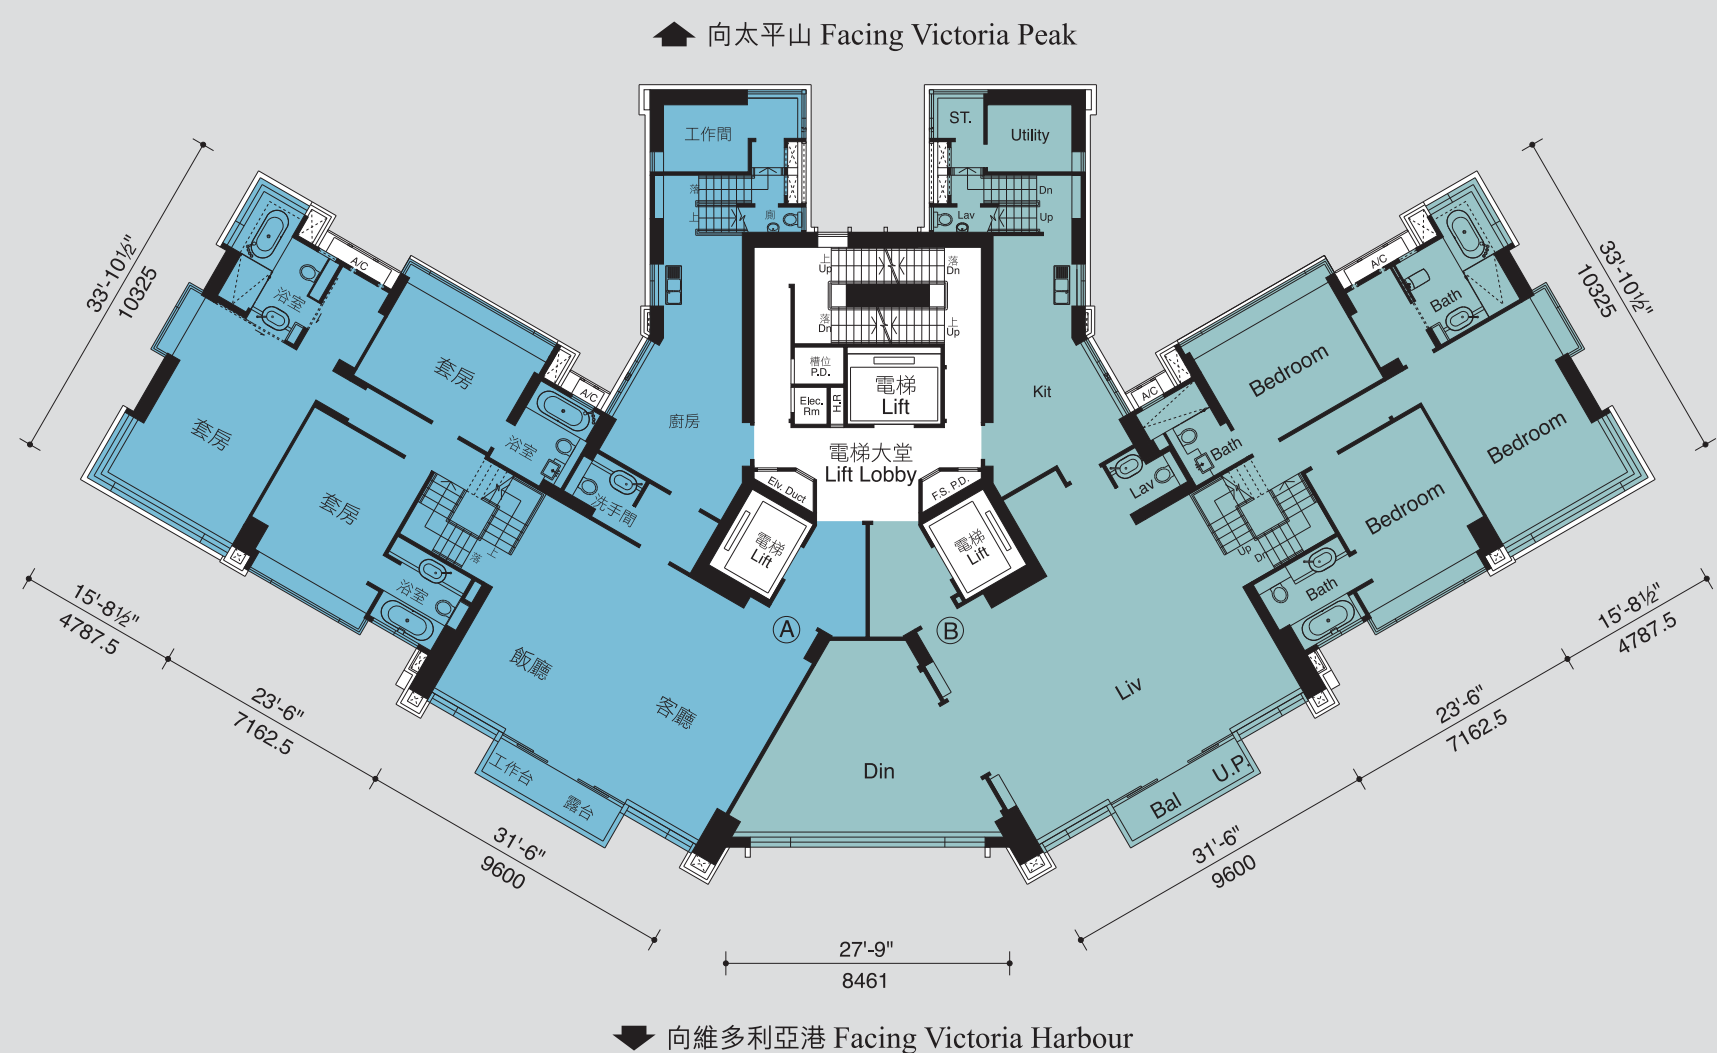 向太平山 Facing Victoria Peak
工作間
ST.
Utility
落
上
廁
Dn
Up
Lav
33'-10½"
10325
A/C
浴室
套房
套房
A/C
浴室
套房
套房
廚房
洗手間
浴室
上
落
飯廳
客廳
工作台
露台
上
Up
落
Dn
落
Dn
上
Up
槽位
P.D.
電梯
Lift
Elec.
Rm
H.R
電梯大堂
Lift Lobby
Elv. Duct
F.S. P.D.
電梯
Lift
電梯
Lift
A
B
Kit
A/C
Bath
Bedroom
A/C
Bath
Bedroom
Bedroom
Lav
Up
Dn
Bath
Liv
Din
Bal
U.P.
33'-10½"
10325
15'-8½"
4787.5
23'-6"
7162.5
31'-6"
9600
27'-9"
8461
31'-6"
9600
23'-6"
7162.5
15'-8½"
4787.5
向維多利亞港 Facing Victoria Harbour